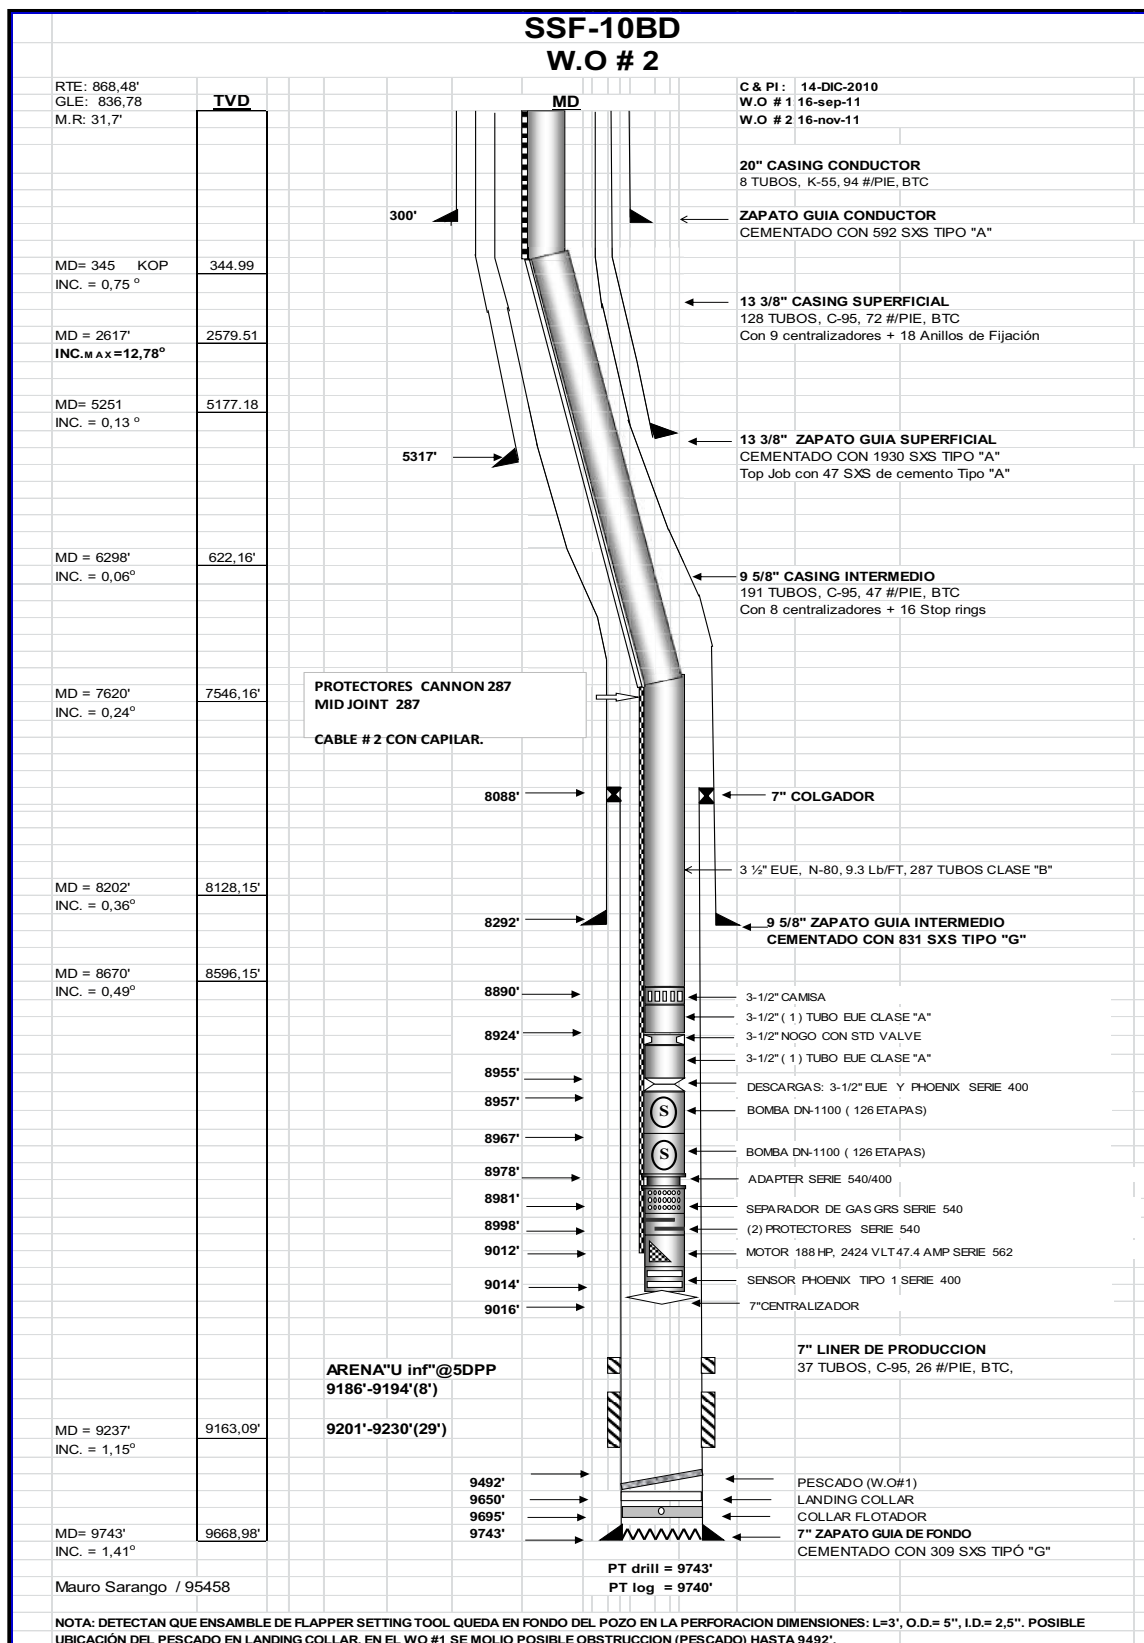 SSF-10BD
W.O # 2
RTE: 868,48'
GLE: 836,78
M.R: 31,7'
TVD
MD
C & PI : 14-DIC-2010
W.O # 1 16-sep-11
W.O # 2 16-nov-11
20" CASING CONDUCTOR
8 TUBOS, K-55, 94 #/PIE, BTC
300'
ZAPATO GUIA CONDUCTOR
CEMENTADO CON 592 SXS TIPO "A"
MD= 345 KOP 344.99
INC. = 0,75 °
13 3/8" CASING SUPERFICIAL
128 TUBOS, C-95, 72 #/PIE, BTC
Con 9 centralizadores + 18 Anillos de Fijación
MD = 2617' 2579.51
INC.MAX=12,78°
MD= 5251 5177.18
INC. = 0,13 °
13 3/8" ZAPATO GUIA SUPERFICIAL
CEMENTADO CON 1930 SXS TIPO "A"
Top Job con 47 SXS de cemento Tipo "A"
5317'
MD = 6298' 622,16'
INC. = 0,06°
9 5/8" CASING INTERMEDIO
191 TUBOS, C-95, 47 #/PIE, BTC
Con 8 centralizadores + 16 Stop rings
MD = 7620' 7546,16'
INC. = 0,24°
PROTECTORES CANNON 287
MID JOINT 287
CABLE # 2 CON CAPILAR.
8088'
7" COLGADOR
3 ½" EUE, N-80, 9.3 Lb/FT, 287 TUBOS CLASE "B"
MD = 8202' 8128,15'
INC. = 0,36°
8292'
9 5/8" ZAPATO GUIA INTERMEDIO
CEMENTADO CON 831 SXS TIPO "G"
MD = 8670' 8596,15'
INC. = 0,49°
8890'
3-1/2" CAMISA
3-1/2" ( 1 ) TUBO EUE CLASE "A"
8924'
3-1/2" NOGO CON STD VALVE
3-1/2" ( 1 ) TUBO EUE CLASE "A"
8955'
DESCARGAS: 3-1/2" EUE Y PHOENIX SERIE 400
8957'
S
BOMBA DN-1100 ( 126 ETAPAS)
8967'
S
BOMBA DN-1100 ( 126 ETAPAS)
8978'
ADAPTER SERIE 540/400
8981'
SEPARADOR DE GAS GRS SERIE 540
8998'
(2) PROTECTORES SERIE 540
9012'
MOTOR 188 HP, 2424 VLT 47.4 AMP SERIE 562
9014'
SENSOR PHOENIX TIPO 1 SERIE 400
9016'
7"CENTRALIZADOR
7" LINER DE PRODUCCION
37 TUBOS, C-95, 26 #/PIE, BTC,
ARENA"U inf"@5DPP
9186'-9194'(8')
9201'-9230'(29')
MD = 9237' 9163,09'
INC. = 1,15°
9492'
PESCADO (W.O#1)
9650'
LANDING COLLAR
9695'
COLLAR FLOTADOR
MD= 9743' 9668,98'
INC. = 1,41°
9743'
7" ZAPATO GUIA DE FONDO
CEMENTADO CON 309 SXS TIPÓ "G"
PT drill = 9743'
PT log = 9740'
Mauro Sarango / 95458
NOTA: DETECTAN QUE ENSAMBLE DE FLAPPER SETTING TOOL QUEDA EN FONDO DEL POZO EN LA PERFORACION DIMENSIONES: L=3', O.D.= 5", I.D.= 2,5". POSIBLE
UBICACIÓN DEL PESCADO EN LANDING COLLAR. EN EL WO #1 SE MOLIO POSIBLE OBSTRUCCION (PESCADO) HASTA 9492'.